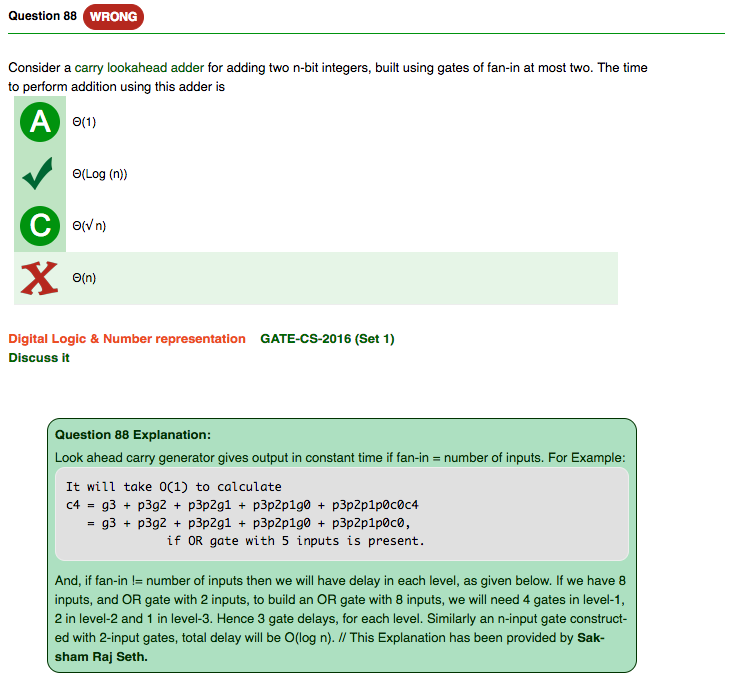 Question 88 WRONG
Consider a carry lookahead adder for adding two n-bit integers, built using gates of fan-in at most two. The time
to perform addition using this adder is
A Θ(1)
Θ(Log (n))
C Θ(√ n)
X Θ(n)
Digital Logic & Number representation GATE-CS-2016 (Set 1)
Discuss it
Question 88 Explanation:
Look ahead carry generator gives output in constant time if fan-in = number of inputs. For Example:
It will take O(1) to calculate
c4 = g3 + p3g2 + p3p2g1 + p3p2p1g0 + p3p2p1p0c0c4
= g3 + p3g2 + p3p2g1 + p3p2p1g0 + p3p2p1p0c0,
if OR gate with 5 inputs is present.
And, if fan-in != number of inputs then we will have delay in each level, as given below. If we have 8
inputs, and OR gate with 2 inputs, to build an OR gate with 8 inputs, we will need 4 gates in level-1,
2 in level-2 and 1 in level-3. Hence 3 gate delays, for each level. Similarly an n-input gate construct-
ed with 2-input gates, total delay will be O(log n). // This Explanation has been provided by Sak-
sham Raj Seth.